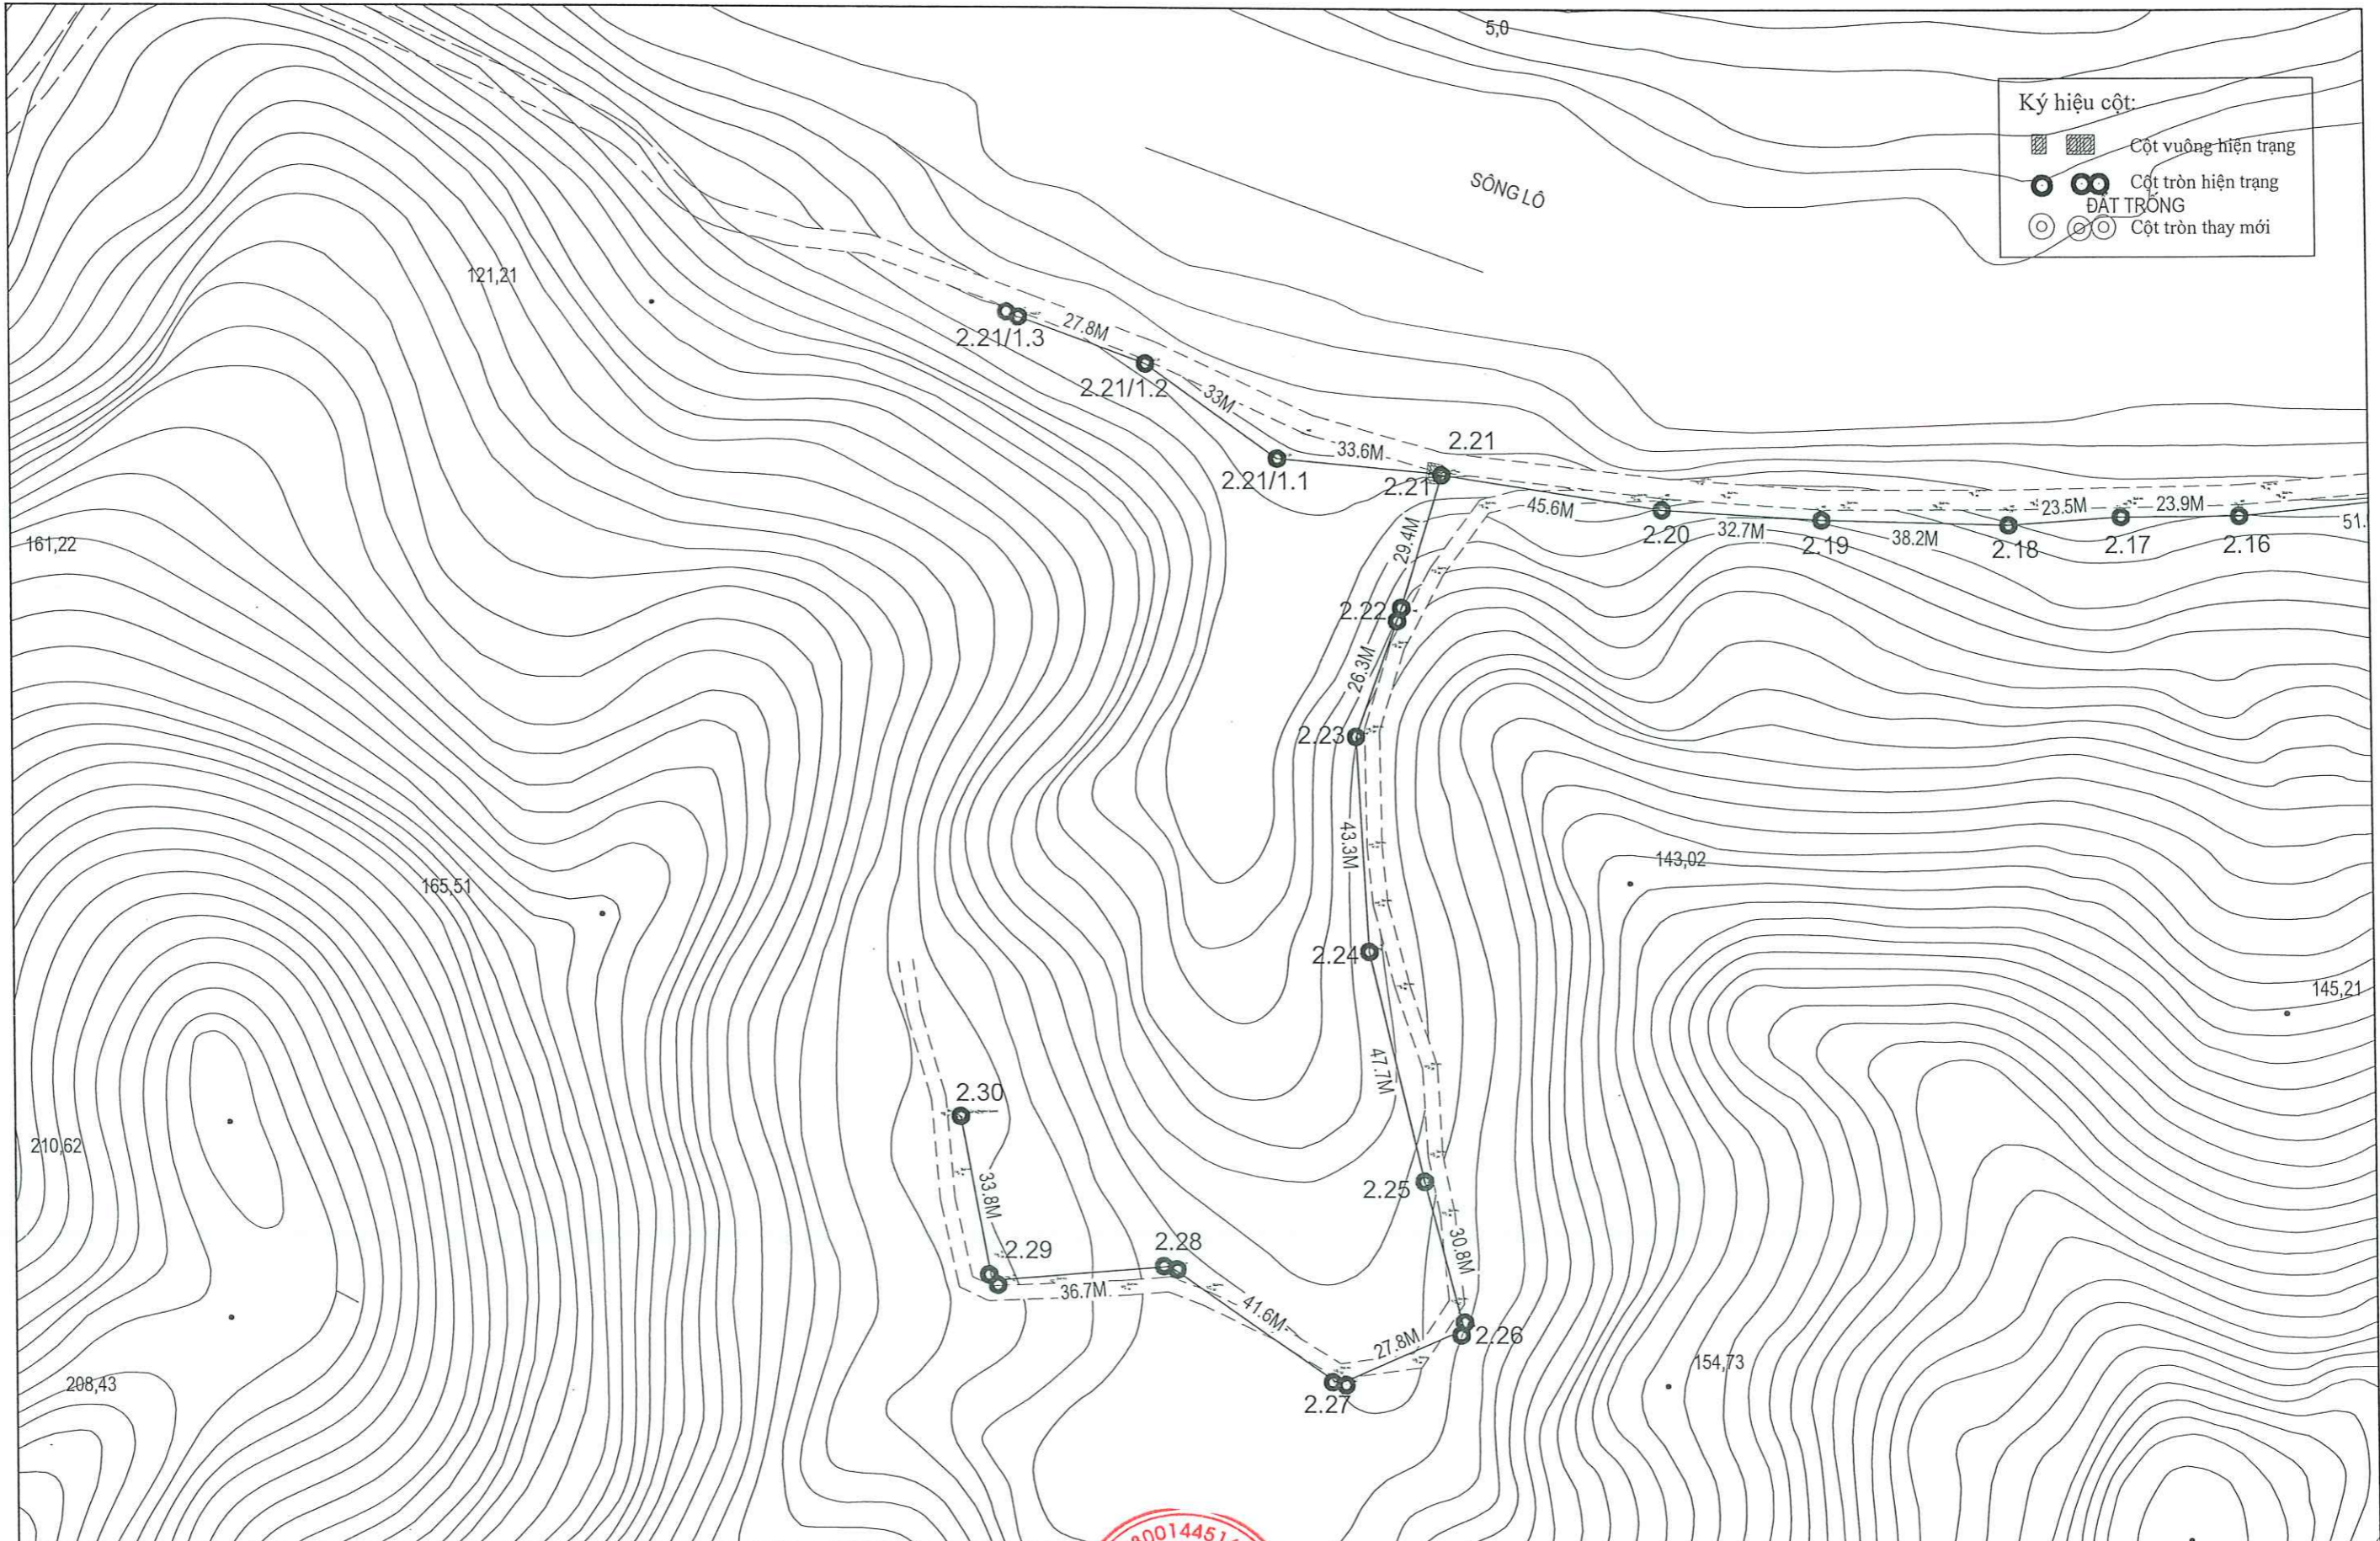 5,0
Ký hiệu cột:
Cột vuông hiện trạng
Cột tròn hiện trạng
ĐẤT TRỐNG
Cột tròn thay mới
SÔNG LÔ
121,21
27.8M
2.21/1.3
2.21/1.2
33M
33.6M
2.21
2.21/1.1
2.21
45.6M
2.20
32.7M
2.19
38.2M
23.5M
2.18
2.17
23.9M
2.16
51.
161,22
29.4M
2.22
26.3M
2.23
43.3M
143,02
165,51
2.24
145,21
47.7M
2.30
210,62
33.8M
2.25
30.8M
2.29
2.28
36.7M
41.6M
27.8M
2.26
2.27
154,73
208,43